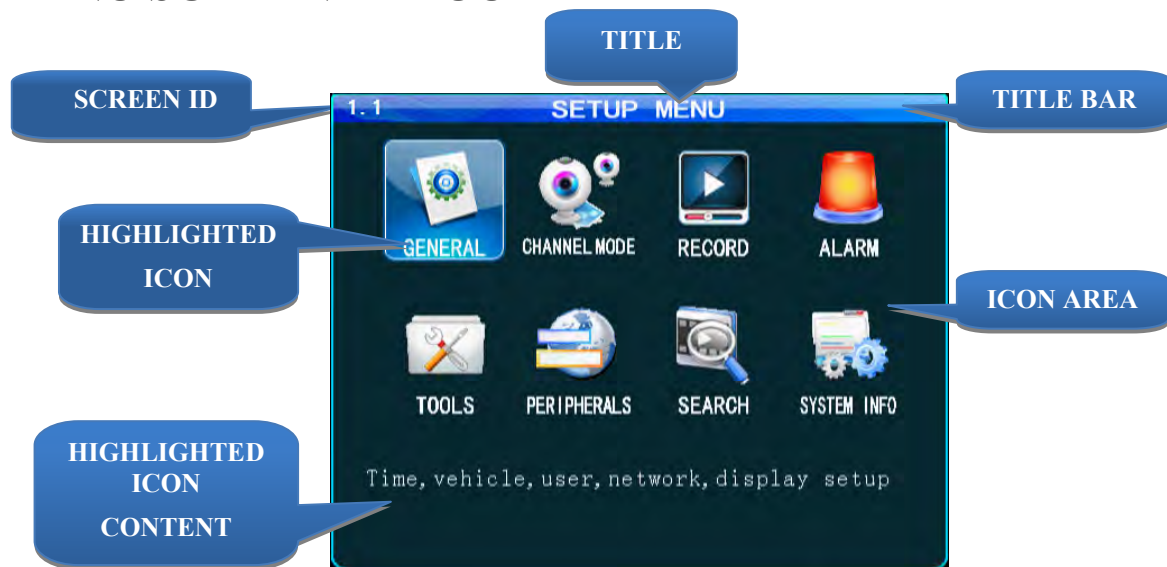 TITLE
SCREEN ID
TITLE BAR
1.1 SETUP MENU
HIGHLIGHTED
ICON
GENERAL CHANNEL MODE RECORD ALARM
ICON AREA
TOOLS PERIPHERALS SEARCH SYSTEM INFO
HIGHLIGHTED
ICON
CONTENT
Time,vehicle,user,network,display setup